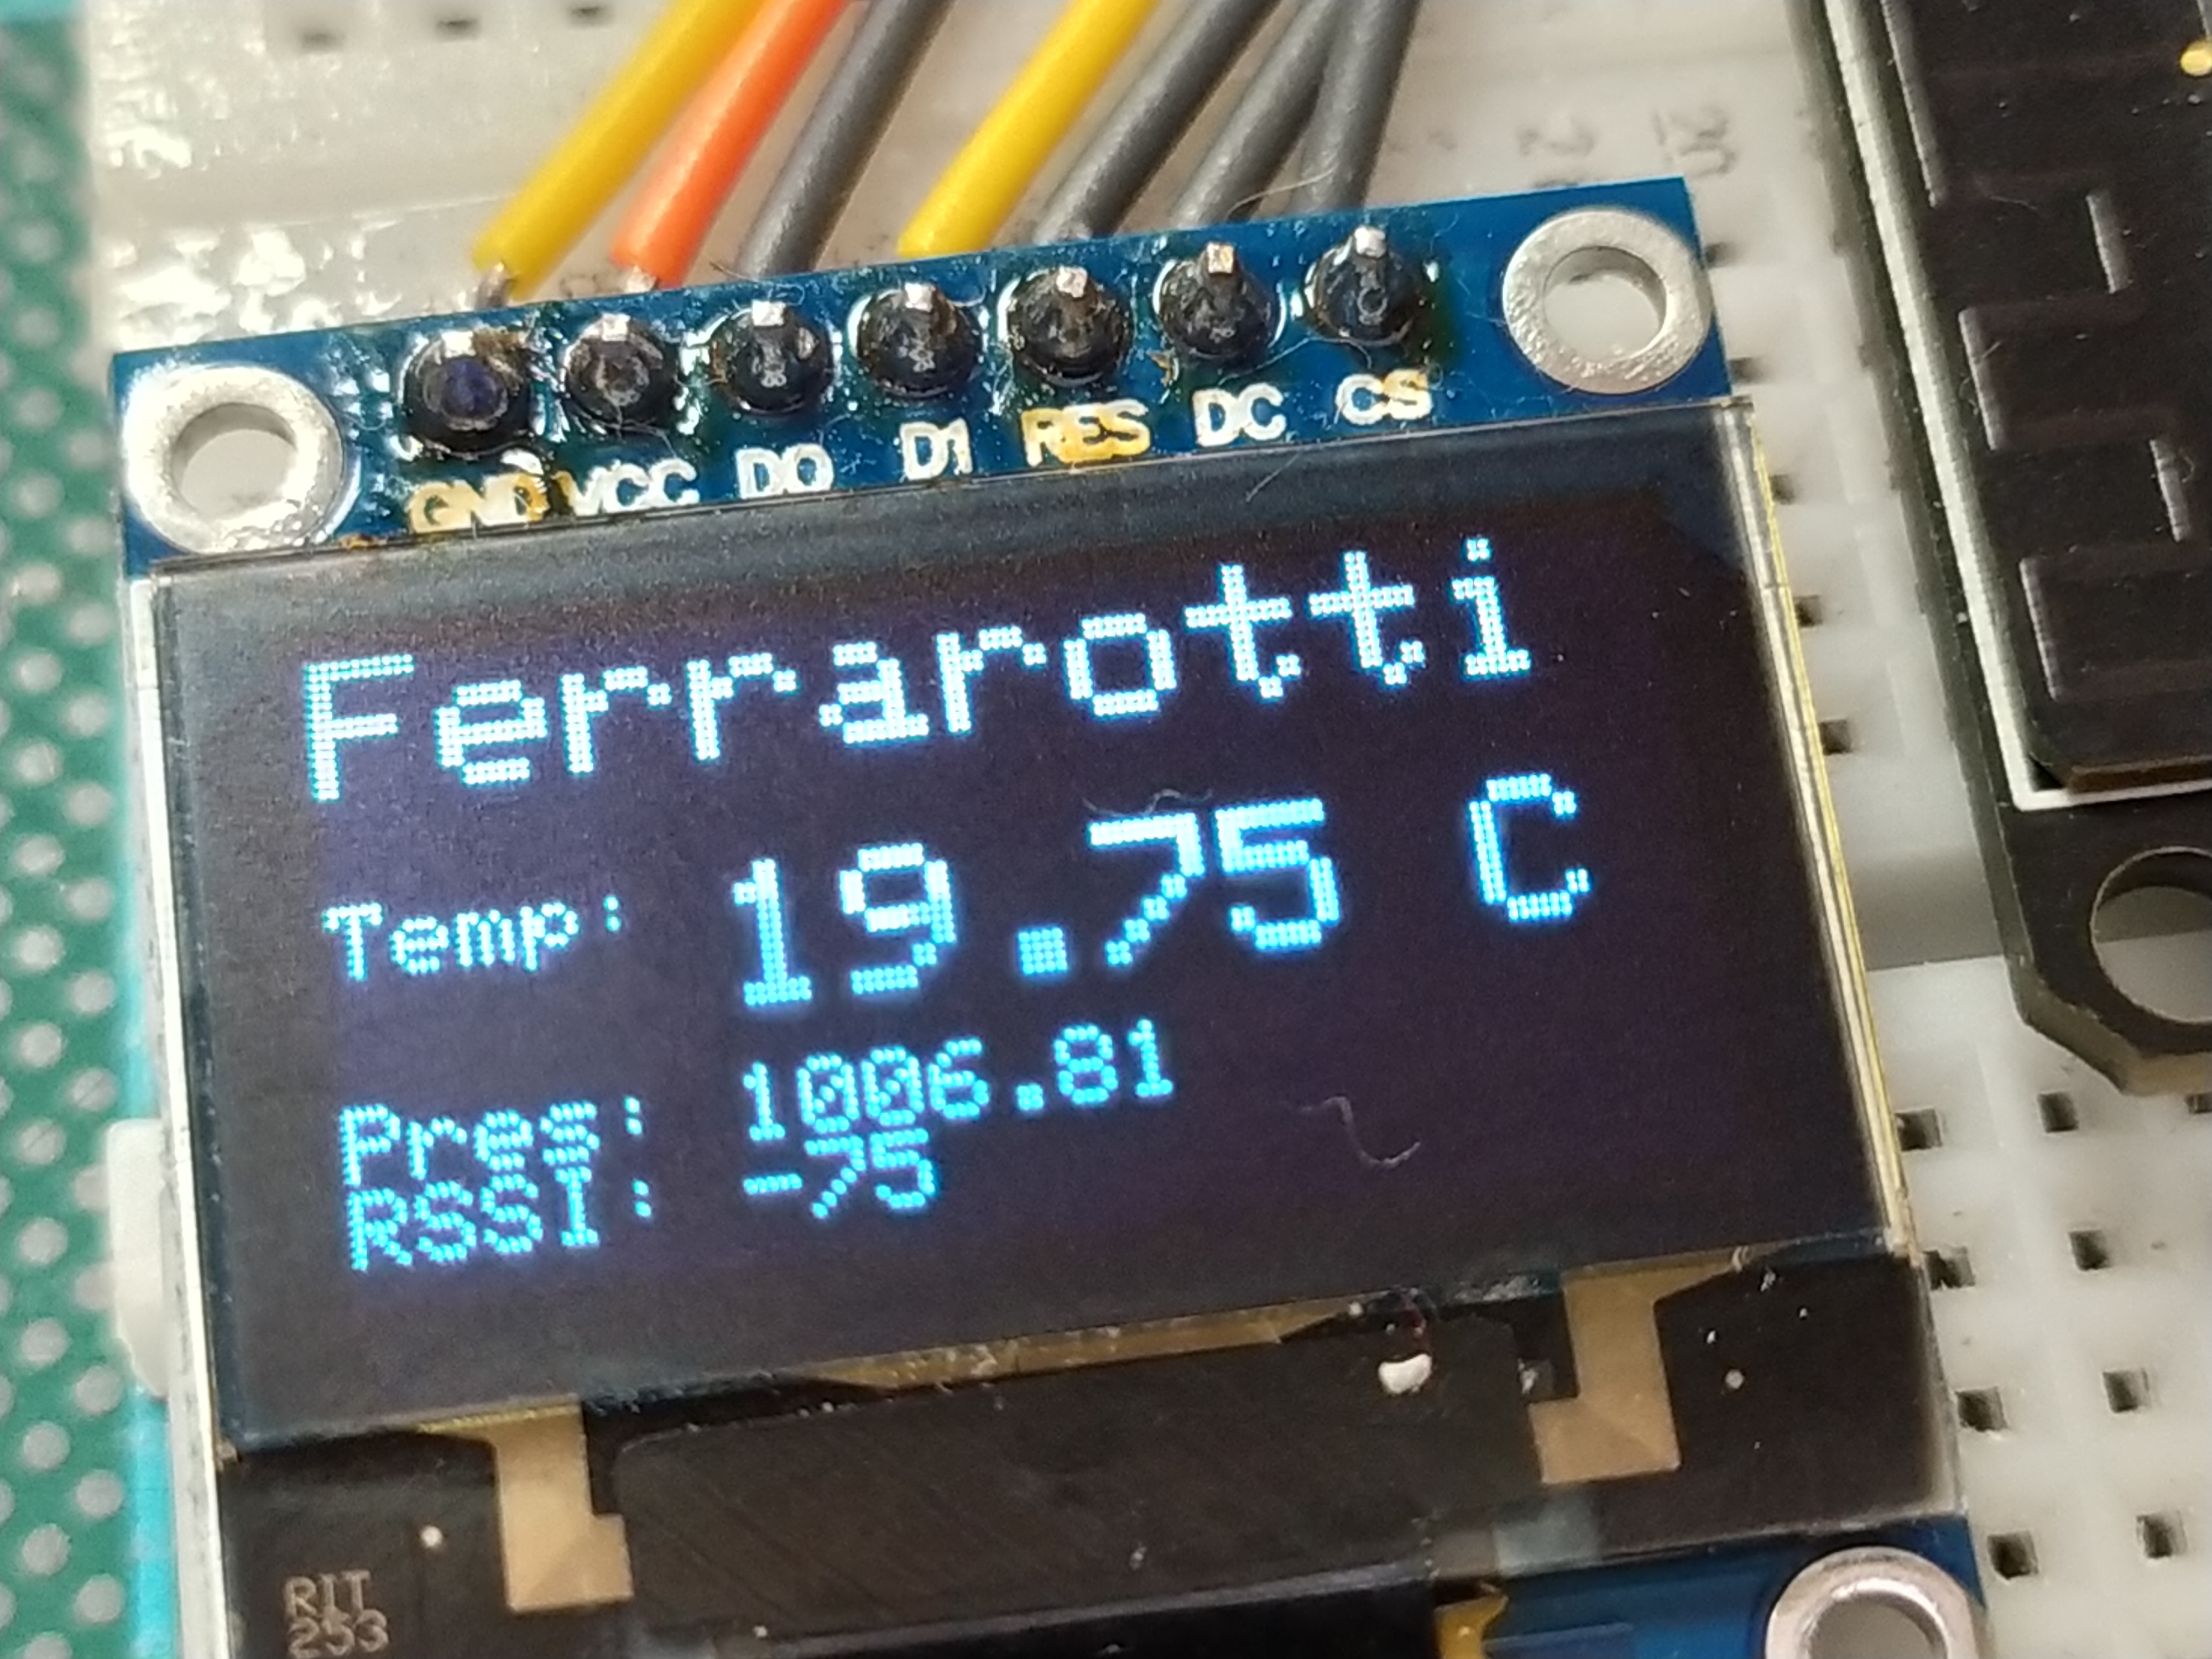 GND VCC D0 D1 RES DC CS
Ferrarotti
Temp: 19.75 C
Pres: 1006.81
RSSI: -75
RIT
253